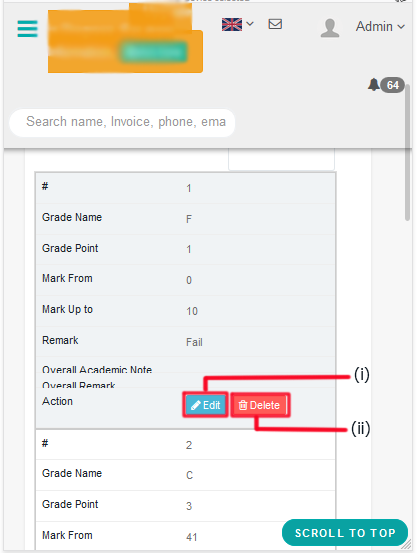 Admin
64
Search name, Invoice, phone, ema
# 1
Grade Name F
Grade Point 1
Mark From 0
Mark Up to 10
Remark Fail
Overall Academic Note
Overall Remark
Action Edit Delete
(i)
(ii)
# 2
Grade Name C
Grade Point 3
Mark From 41
SCROLL TO TOP